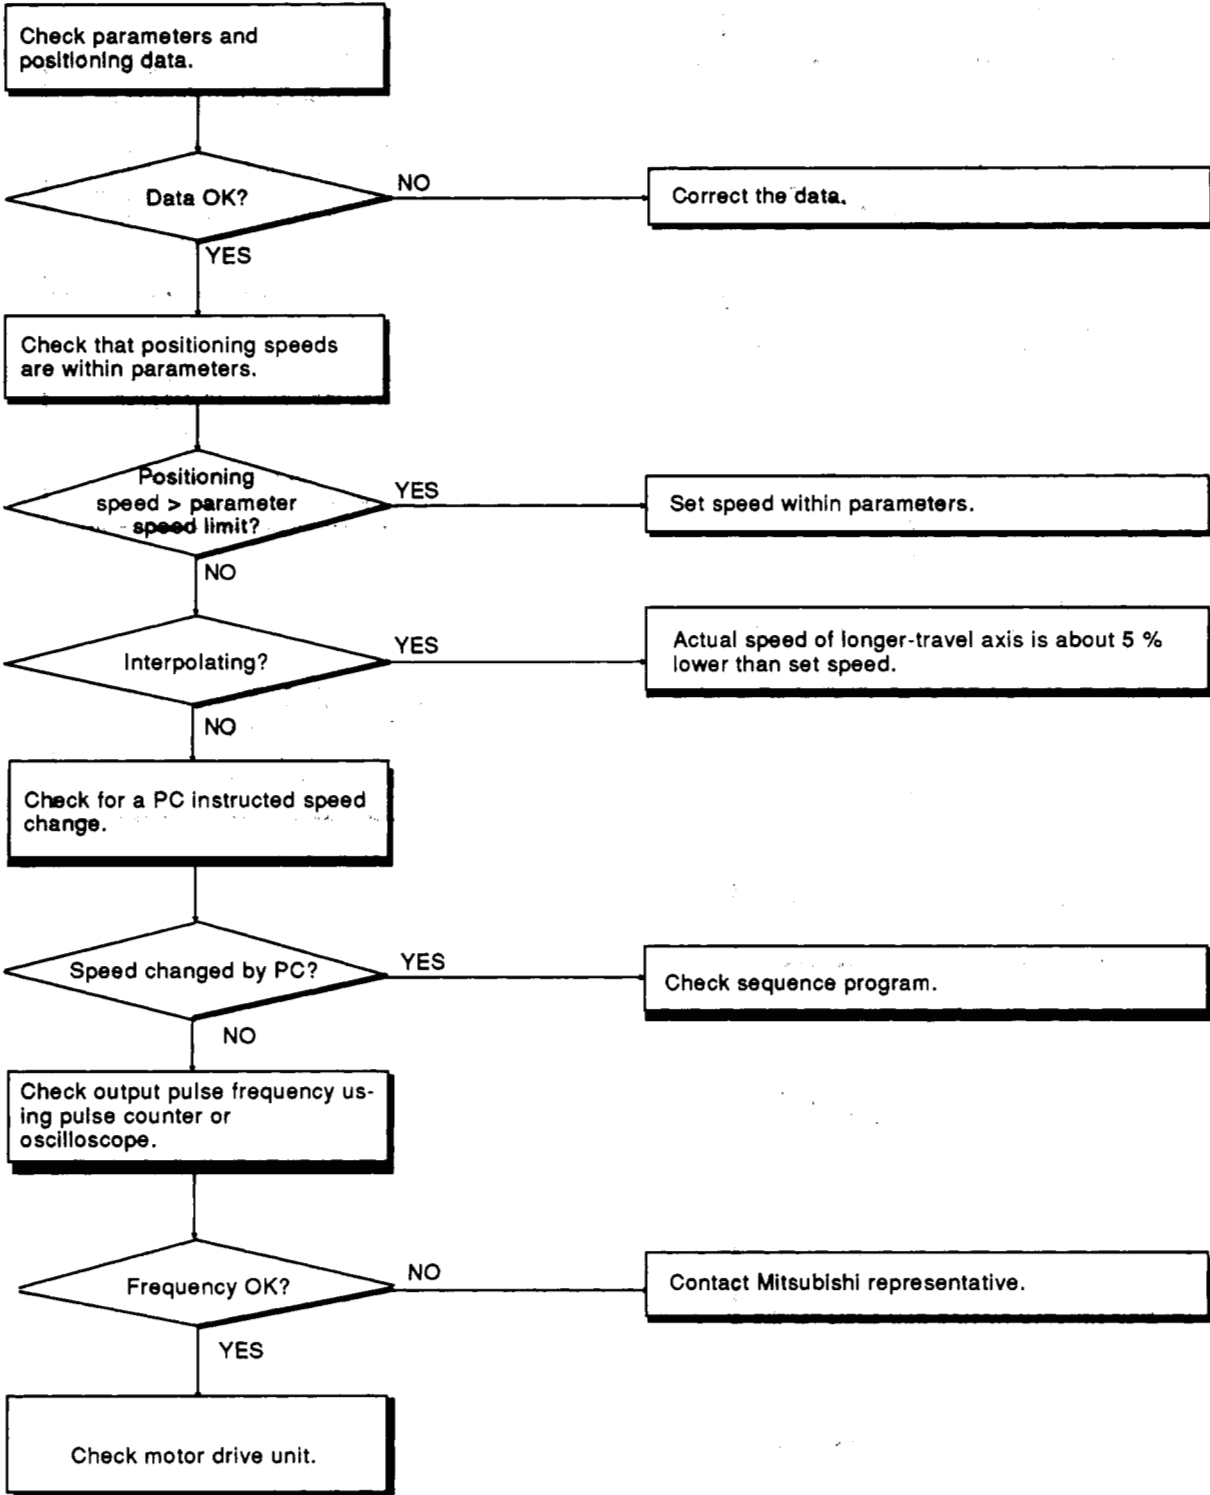 Check parameters and
positioning data.
Data OK?
NO
Correct the data.
YES
Check that positioning speeds
are within parameters.
Positioning
speed > parameter
speed limit?
YES
Set speed within parameters.
NO
Interpolating?
YES
Actual speed of longer-travel axis is about 5 %
lower than set speed.
NO
Check for a PC instructed speed
change.
Speed changed by PC?
YES
Check sequence program.
NO
Check output pulse frequency us-
ing pulse counter or
oscilloscope.
Frequency OK?
NO
Contact Mitsubishi representative.
YES
Check motor drive unit.